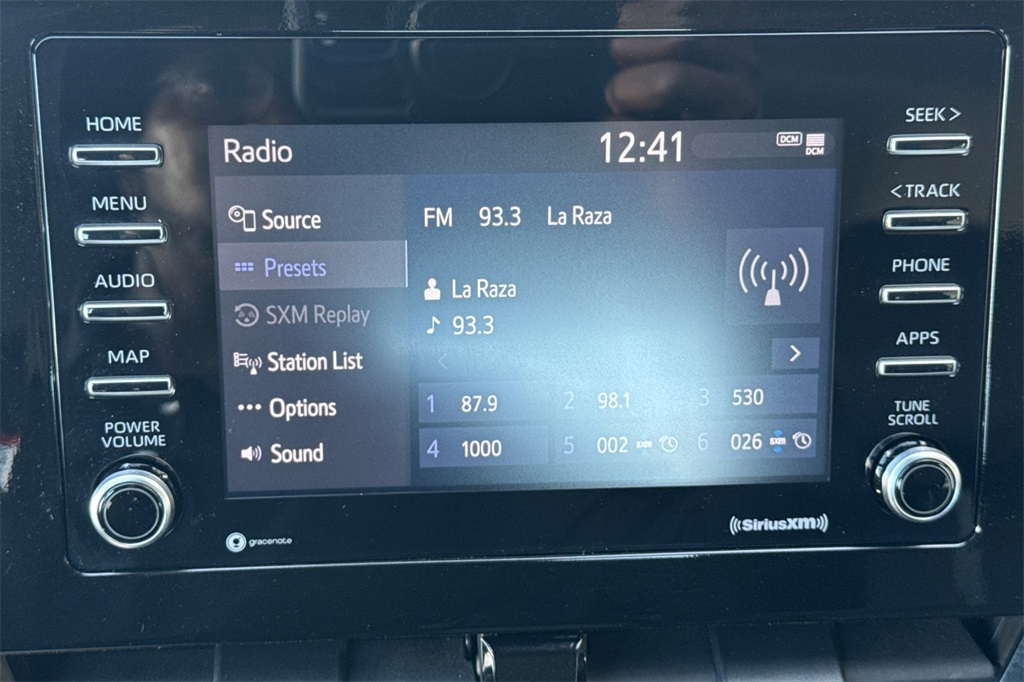 HOME
MENU
AUDIO
MAP
POWER
VOLUME
Radio
12:41
DCM
DCM
Source
Presets
SXM Replay
Station List
Options
Sound
FM 93.3 La Raza
La Raza
93.3
1 87.9 2 98.1 3 530
4 1000 5 002 SXM 6 026 SXM
gracenote
((SiriusXM))
SEEK >
< TRACK
PHONE
APPS
TUNE
SCROLL